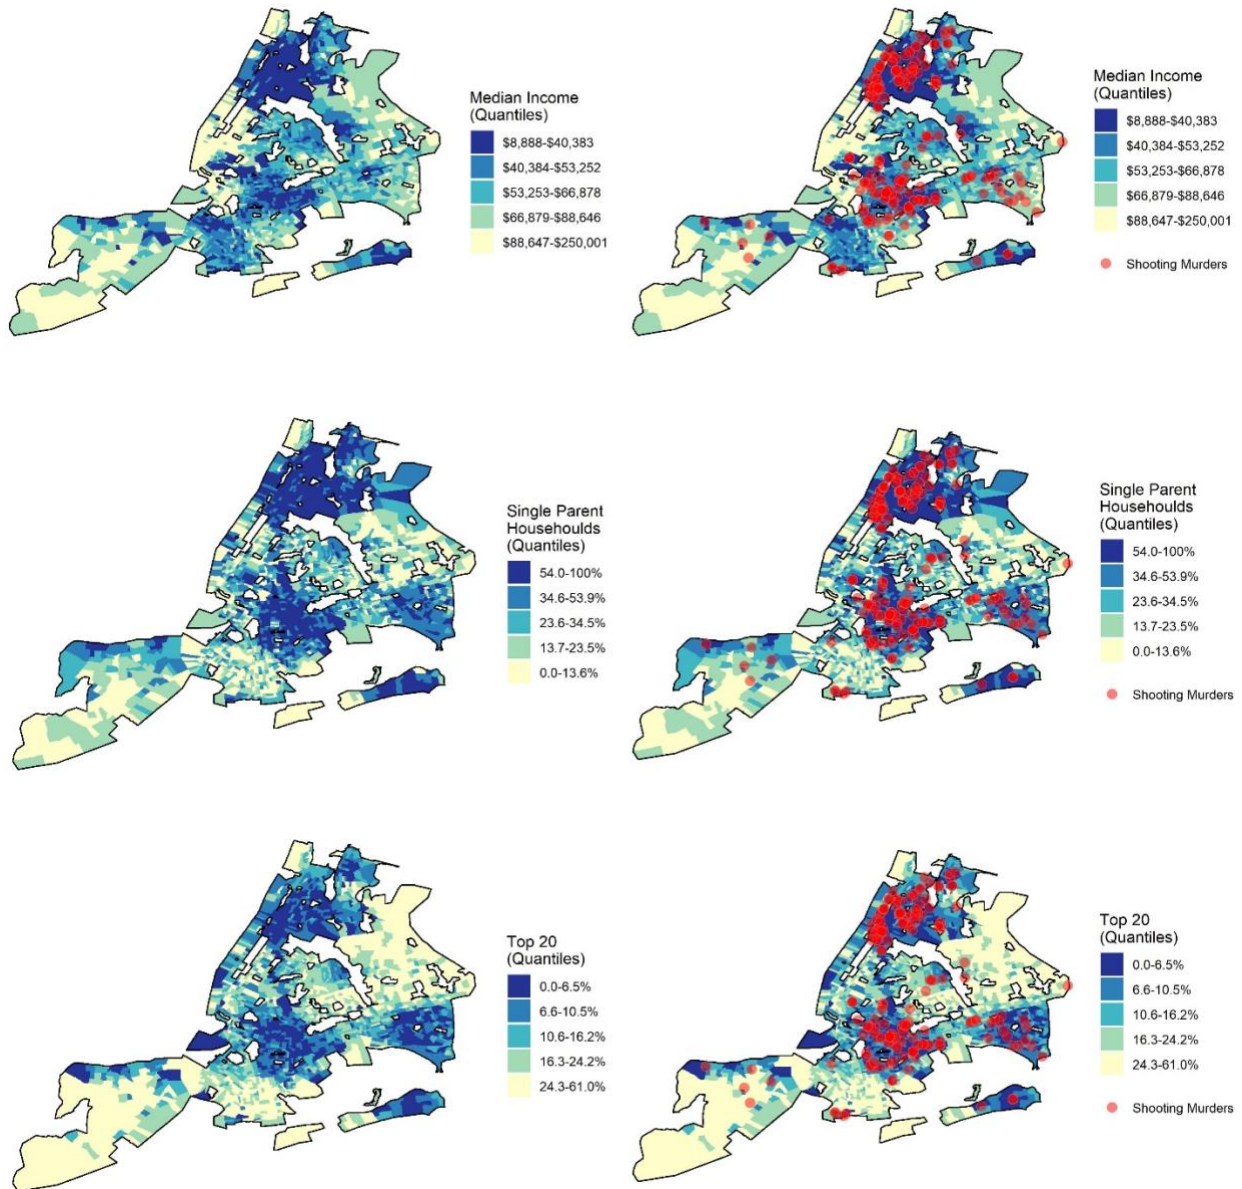 Median Income
(Quantiles)
$8,888-$40,383
$40,384-$53,252
$53,253-$66,878
$66,879-$88,646
$88,647-$250,001
Median Income
(Quantiles)
$8,888-$40,383
$40,384-$53,252
$53,253-$66,878
$66,879-$88,646
$88,647-$250,001
Shooting Murders
Single Parent
Househoulds
(Quantiles)
54.0-100%
34.6-53.9%
23.6-34.5%
13.7-23.5%
0.0-13.6%
Single Parent
Househoulds
(Quantiles)
54.0-100%
34.6-53.9%
23.6-34.5%
13.7-23.5%
0.0-13.6%
Shooting Murders
Top 20
(Quantiles)
0.0-6.5%
6.6-10.5%
10.6-16.2%
16.3-24.2%
24.3-61.0%
Top 20
(Quantiles)
0.0-6.5%
6.6-10.5%
10.6-16.2%
16.3-24.2%
24.3-61.0%
Shooting Murders